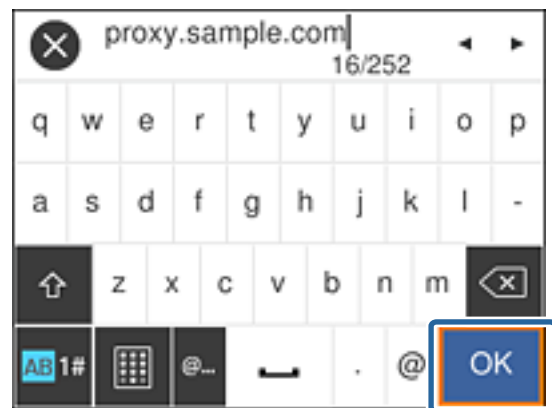 proxy.sample.com
16/252
q w e r t y u i o p
a s d f g h j k l -
z x c v b n m
AB 1# @... . @ OK